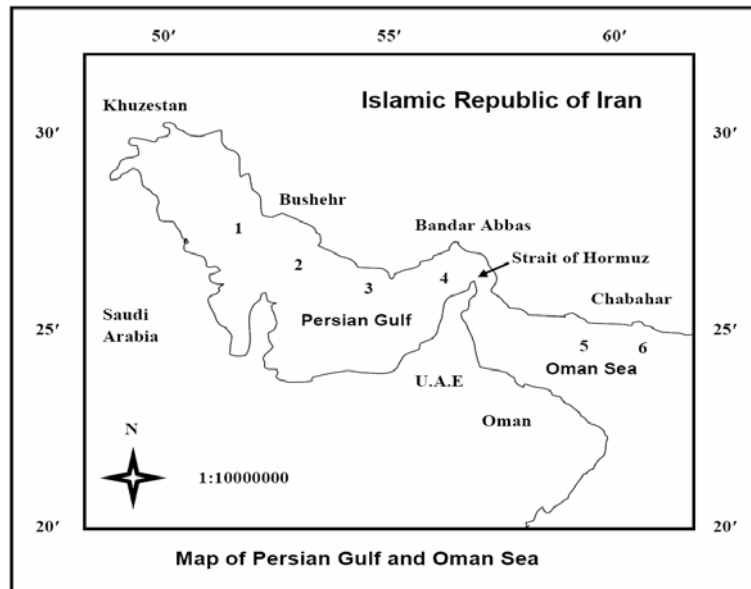 50′ 55′ 60′
Islamic Republic of Iran
Khuzestan
30′ 30′
Bushehr
1
Bandar Abbas
2
Strait of Hormuz
3
4
Chabahar
Saudi
Arabia
Persian Gulf
25′ 25′
5
6
Oman Sea
U.A.E
Oman
N
1:10000000
20′ 20′
Map of Persian Gulf and Oman Sea